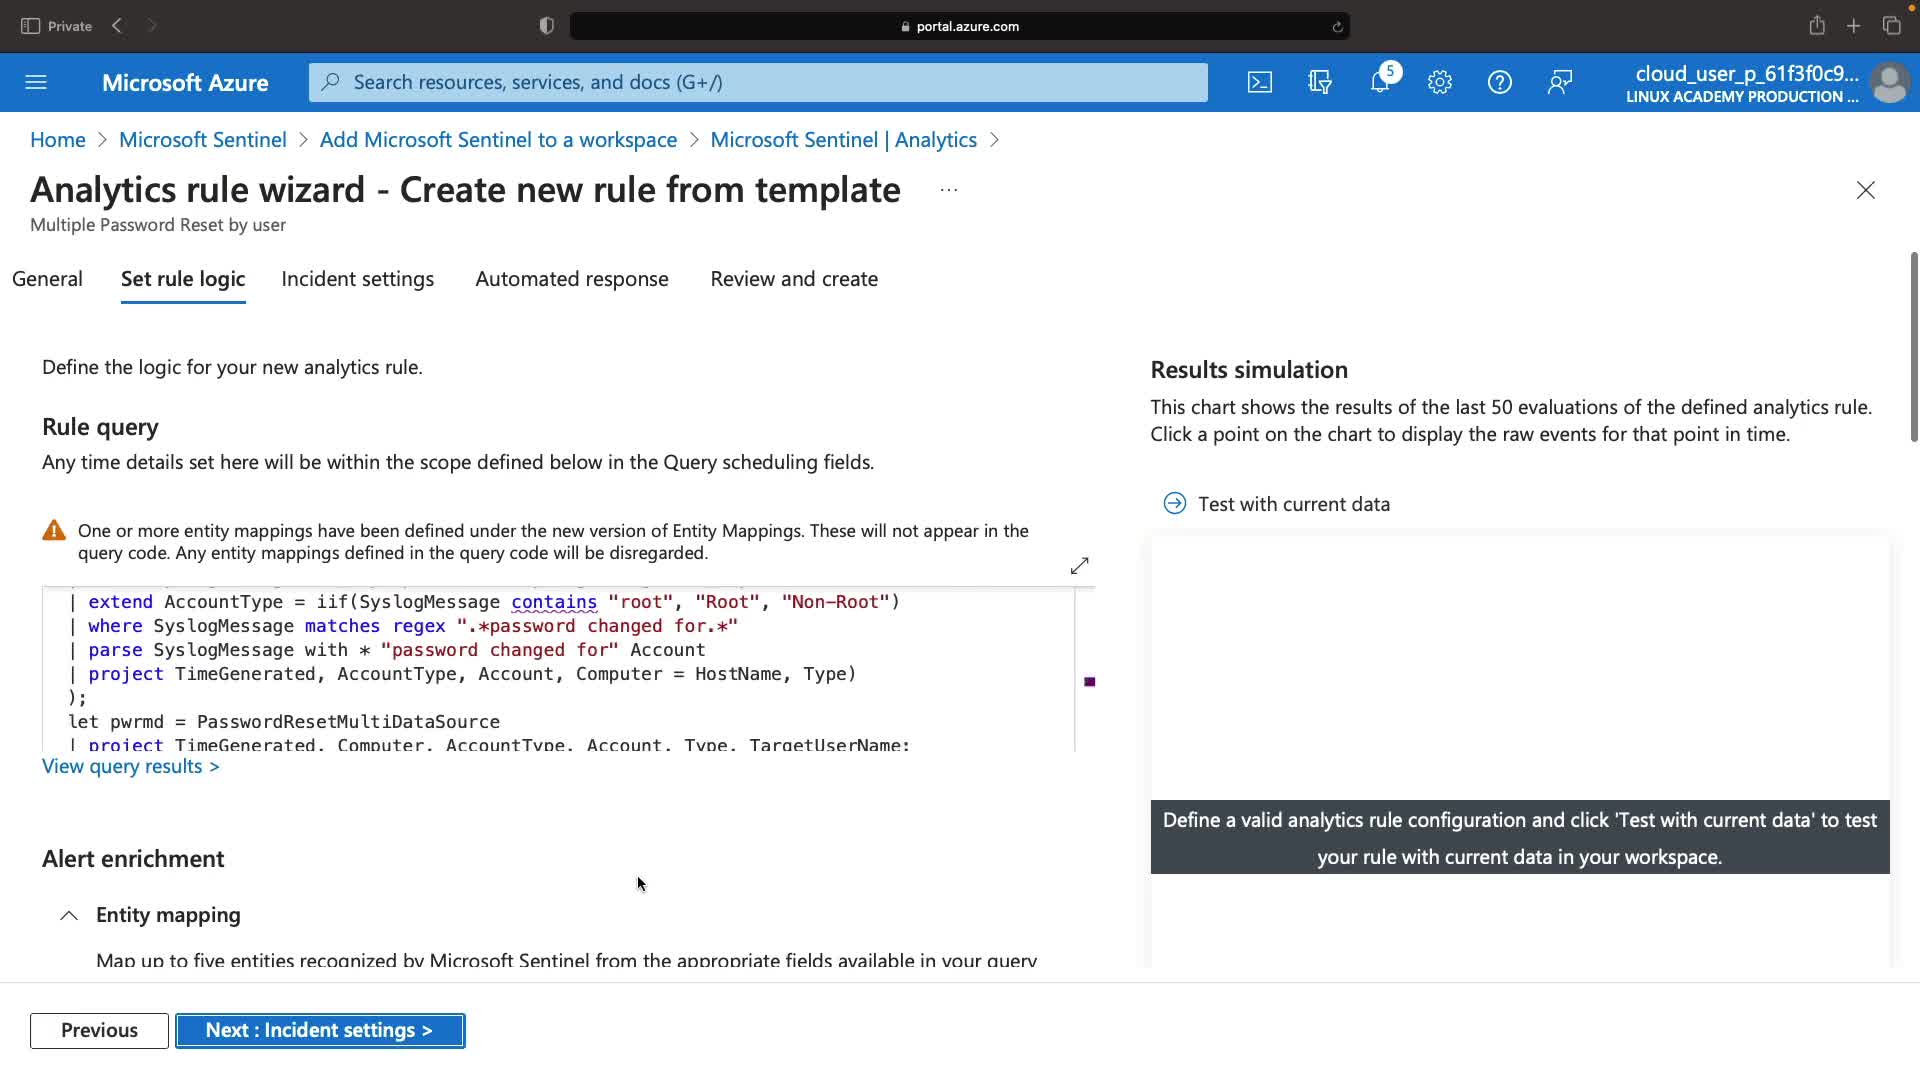 Private
portal.azure.com
Microsoft Azure
Search resources, services, and docs (G+/)
5
cloud_user_p_61f3f0c9...
LINUX ACADEMY PRODUCTION ...
Home > Microsoft Sentinel > Add Microsoft Sentinel to a workspace > Microsoft Sentinel | Analytics >
Analytics rule wizard - Create new rule from template ...
Multiple Password Reset by user
General Set rule logic Incident settings Automated response Review and create
Define the logic for your new analytics rule.
Rule query
Any time details set here will be within the scope defined below in the Query scheduling fields.
One or more entity mappings have been defined under the new version of Entity Mappings. These will not appear in the
query code. Any entity mappings defined in the query code will be disregarded.
| extend AccountType = iif(SyslogMessage contains "root", "Root", "Non-Root")
| where SyslogMessage matches regex ".*password changed for.*"
| parse SyslogMessage with * "password changed for" Account
| project TimeGenerated, AccountType, Account, Computer = HostName, Type)
);
let pwrmd = PasswordResetMultiDataSource
| project TimeGenerated, Computer, AccountType, Account, Type, TargetUserName;
View query results >
Alert enrichment
Entity mapping
Map up to five entities recognized by Microsoft Sentinel from the appropriate fields available in your query
Results simulation
This chart shows the results of the last 50 evaluations of the defined analytics rule.
Click a point on the chart to display the raw events for that point in time.
Test with current data
Define a valid analytics rule configuration and click 'Test with current data' to test
your rule with current data in your workspace.
Previous
Next : Incident settings >